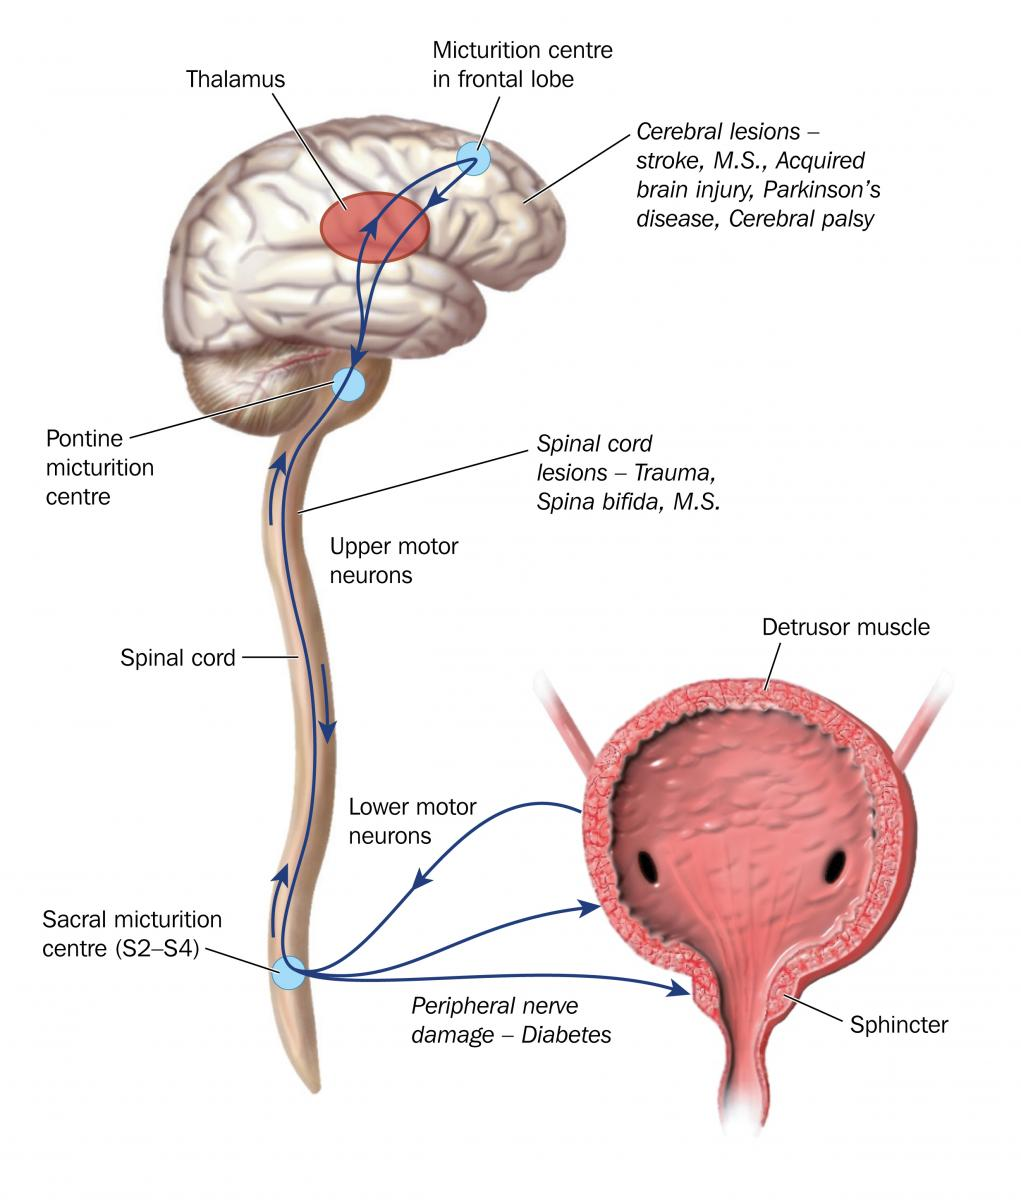 Micturition centre
in frontal lobe
Thalamus
Cerebral lesions –
stroke, M.S., Acquired
brain injury, Parkinson's
disease, Cerebral palsy
Pontine
micturition
centre
Spinal cord
lesions – Trauma,
Spina bifida, M.S.
Upper motor
neurons
Spinal cord
Detrusor muscle
Lower motor
neurons
Sacral micturition
centre (S2–S4)
Peripheral nerve
damage – Diabetes
Sphincter